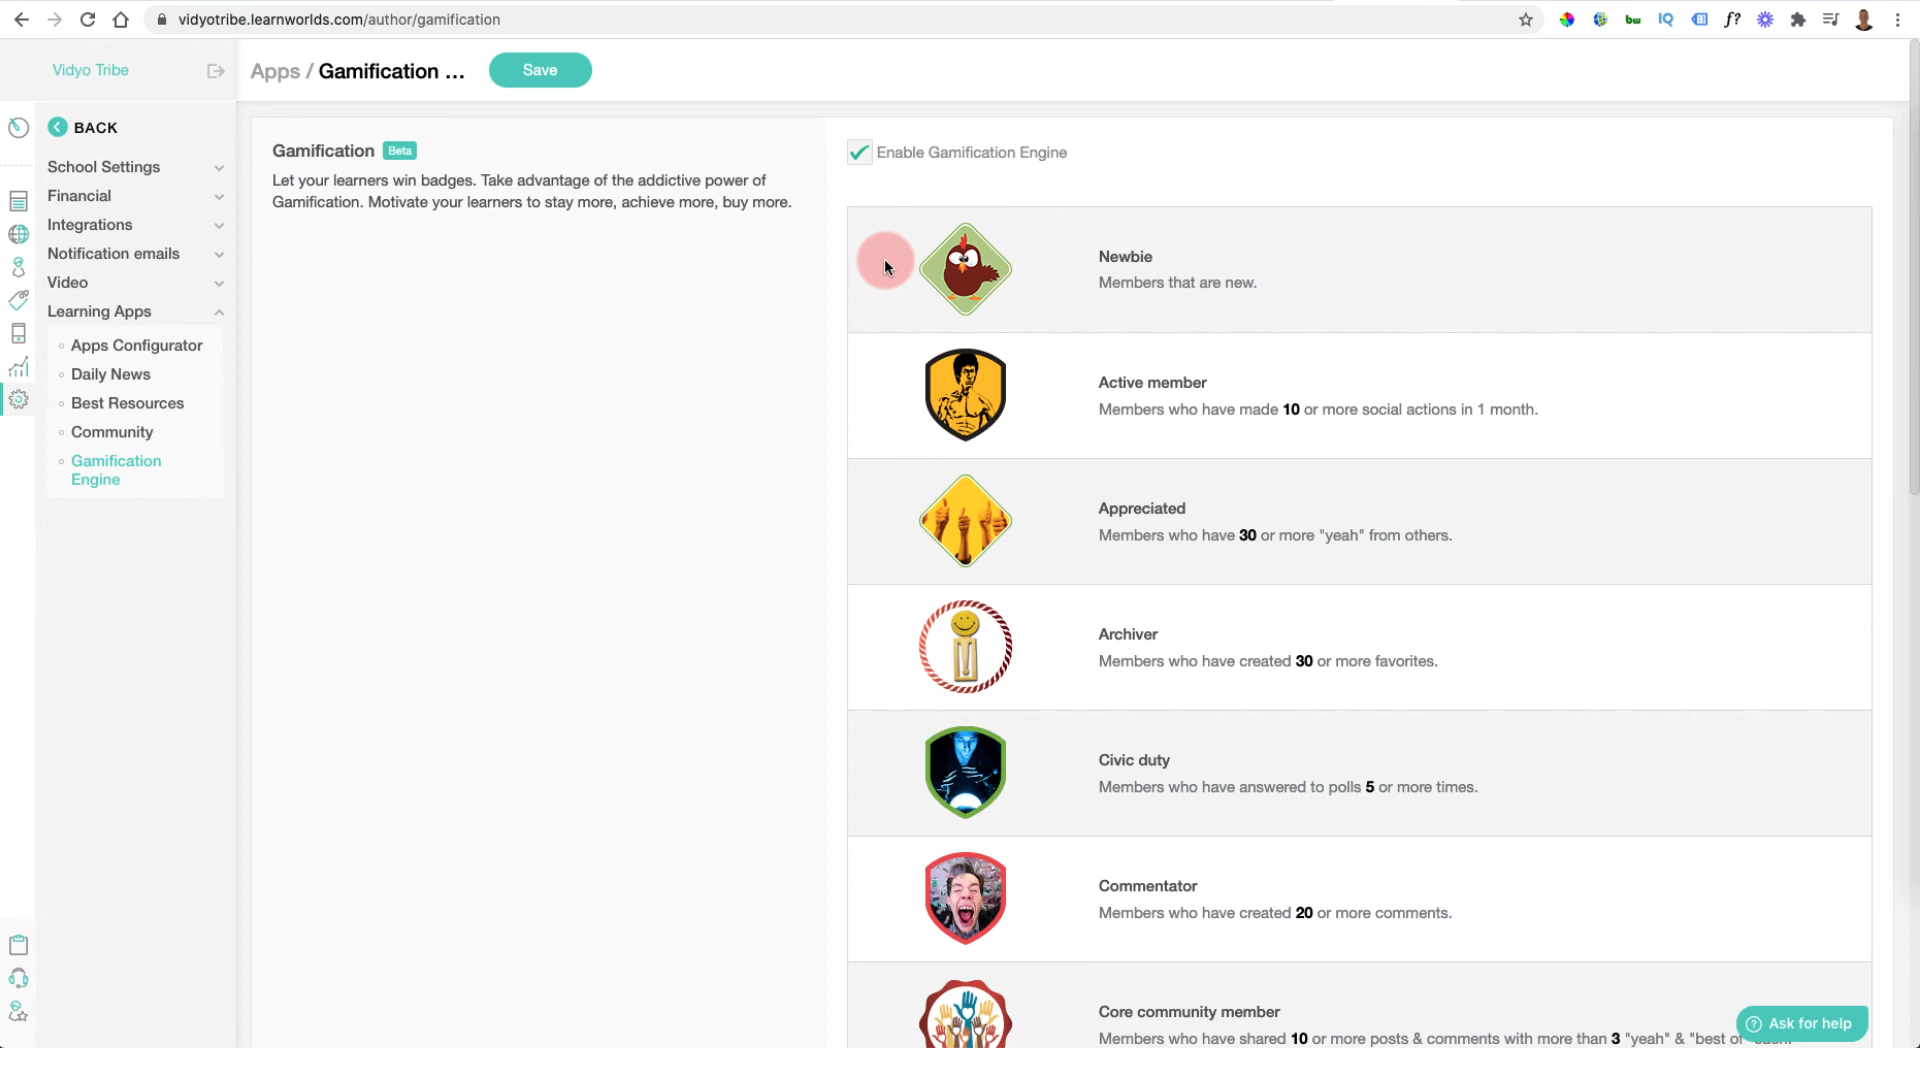 vidyotribe.learnworlds.com/author/gamification
bw
IQ
f?
Vidyo Tribe
Apps / Gamification ...
Save
BACK
School Settings
Financial
Integrations
Notification emails
Video
Learning Apps
Apps Configurator
Daily News
Best Resources
Community
Gamification
Engine
Gamification Beta
Let your learners win badges. Take advantage of the addictive power of
Gamification. Motivate your learners to stay more, achieve more, buy more.
Enable Gamification Engine
Newbie
Members that are new.
Active member
Members who have made 10 or more social actions in 1 month.
Appreciated
Members who have 30 or more "yeah" from others.
Archiver
Members who have created 30 or more favorites.
Civic duty
Members who have answered to polls 5 or more times.
Commentator
Members who have created 20 or more comments.
Core community member
Members who have shared 10 or more posts & comments with more than 3 "yeah" & "best of"
Ask for help